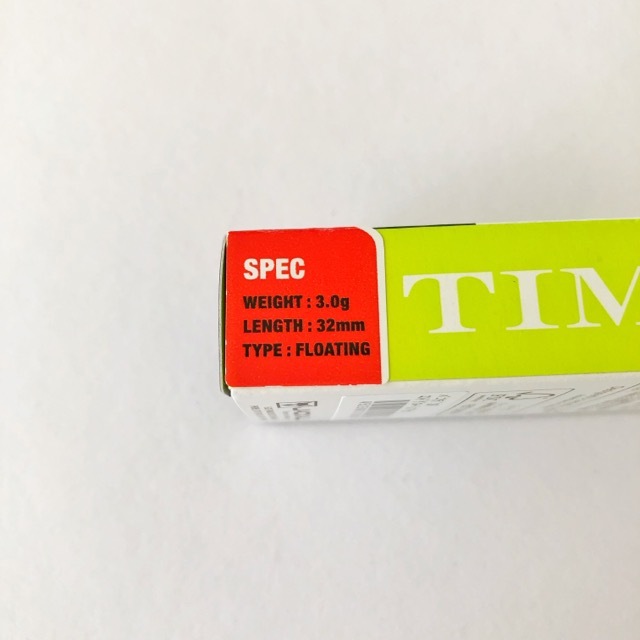 SPEC
WEIGHT : 3.0g
LENGTH : 32mm
TYPE : FLOATING
TIM